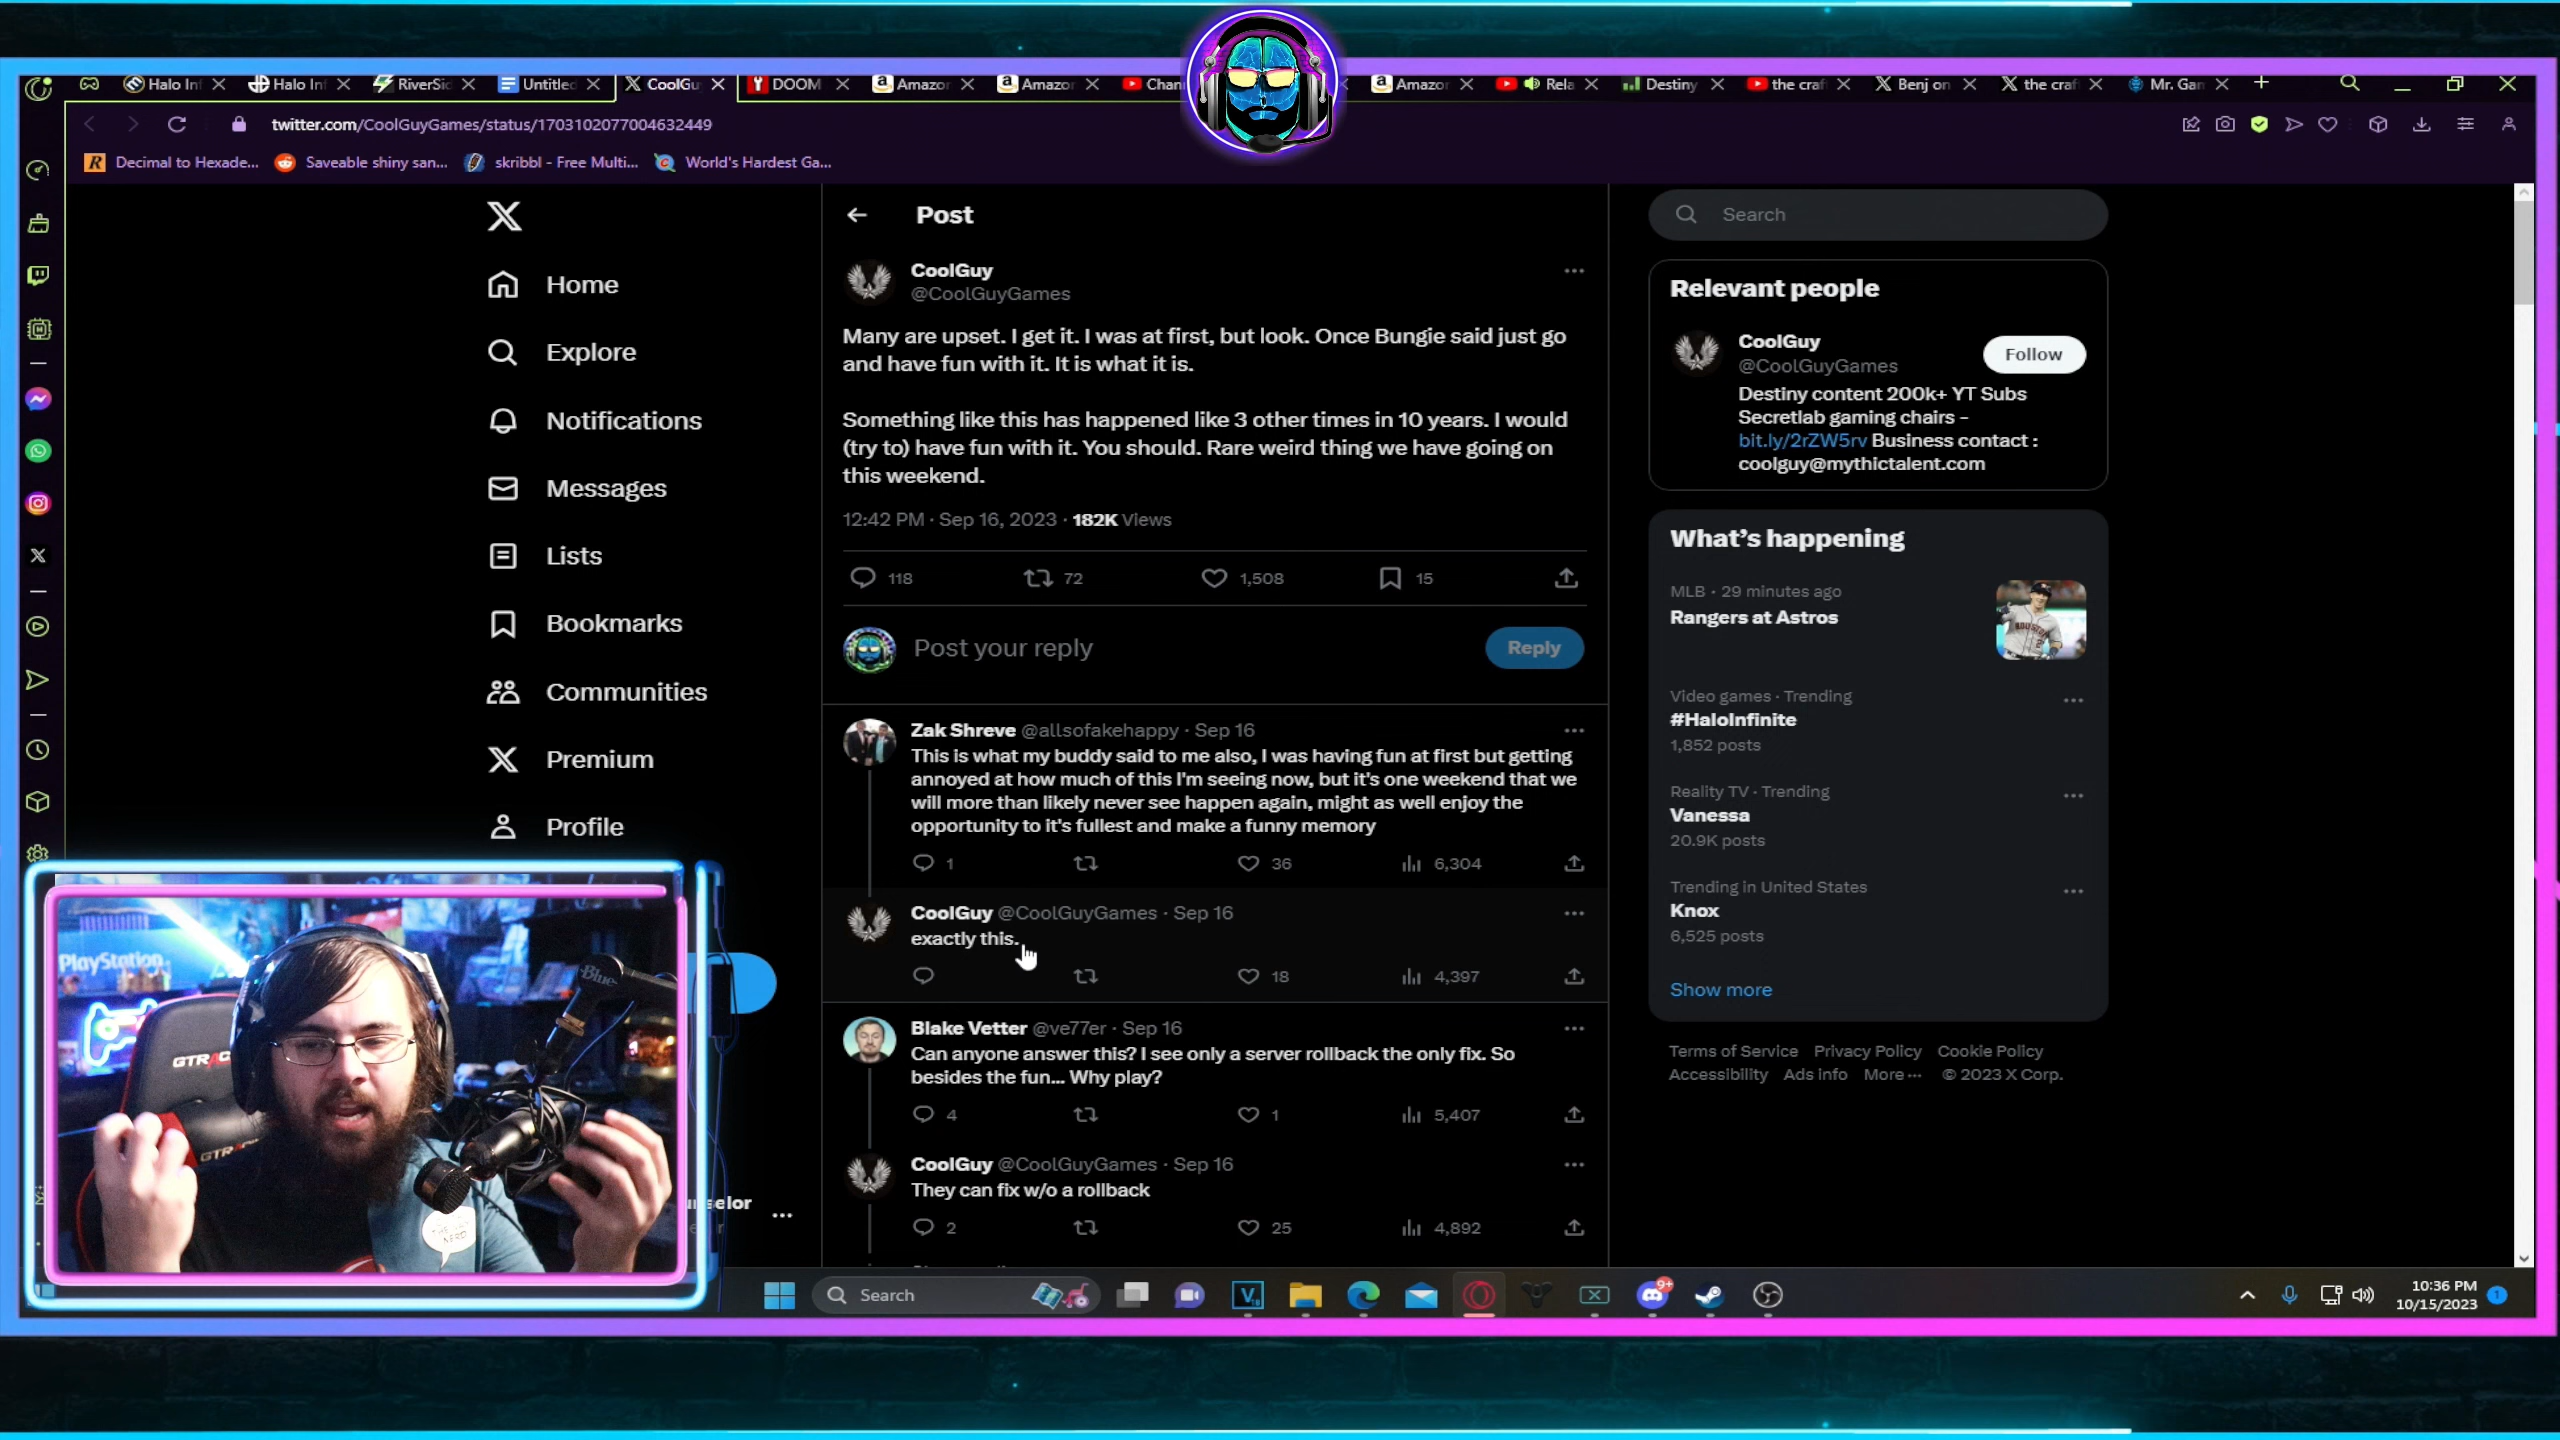 Halo Inf
Halo Inf
RiverSid
Untitled
CoolGu
DOOM
Amazor
Amazor
Chan
Amazor
Rela
Destiny
the craf
Benj on
the craf
Mr. Gam
twitter.com/CoolGuyGames/status/1703102077004632449
Decimal to Hexade...
Saveable shiny san...
skribbl - Free Multi...
World's Hardest Ga...
Home
Explore
Notifications
Messages
Lists
Bookmarks
Communities
Premium
Profile
selor
Post
CoolGuy
@CoolGuyGames
Many are upset. I get it. I was at first, but look. Once Bungie said just go
and have fun with it. It is what it is.
Something like this has happened like 3 other times in 10 years. I would
(try to) have fun with it. You should. Rare weird thing we have going on
this weekend.
12:42 PM · Sep 16, 2023 · 182K Views
118 72 1,508 15
Post your reply
Reply
Zak Shreve @allsofakehappy · Sep 16
This is what my buddy said to me also, I was having fun at first but getting
annoyed at how much of this I'm seeing now, but it's one weekend that we
will more than likely never see happen again, might as well enjoy the
opportunity to it's fullest and make a funny memory
1 36 6,304
CoolGuy @CoolGuyGames · Sep 16
exactly this.
18 4,397
Blake Vetter @ve77er · Sep 16
Can anyone answer this? I see only a server rollback the only fix. So
besides the fun... Why play?
4 1 5,407
CoolGuy @CoolGuyGames · Sep 16
They can fix w/o a rollback
2 25 4,892
Search
Relevant people
CoolGuy
@CoolGuyGames
Follow
Destiny content 200k+ YT Subs
Secretlab gaming chairs -
bit.ly/2rZW5rv Business contact :
coolguy@mythictalent.com
What's happening
MLB · 29 minutes ago
Rangers at Astros
Video games · Trending
#HaloInfinite
1,852 posts
Reality TV · Trending
Vanessa
20.9K posts
Trending in United States
Knox
6,525 posts
Show more
Terms of Service Privacy Policy Cookie Policy
Accessibility Ads info More ··· © 2023 X Corp.
PlayStation
Blue
GTRAC
GTR
NERD
Search
9+
10:36 PM
10/15/2023
1